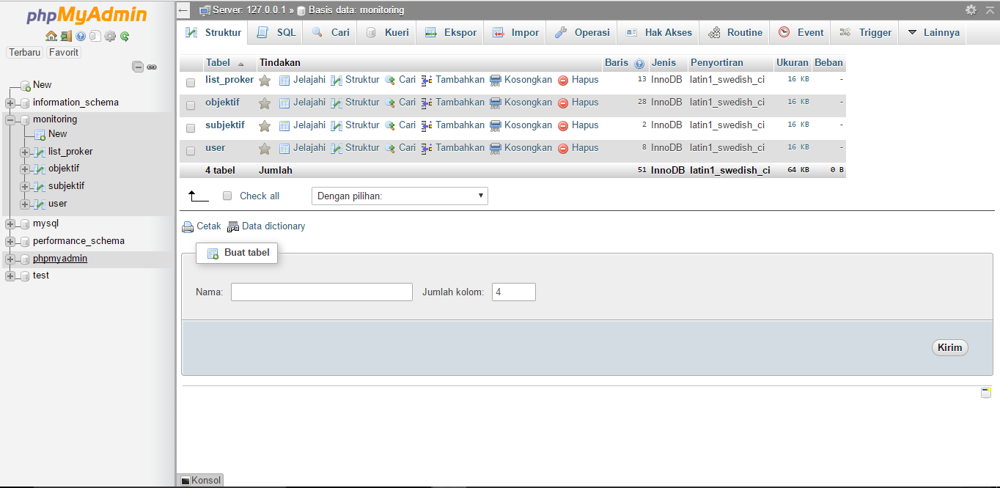 phpMyAdmin
Terbaru Favorit
New
information_schema
monitoring
New
list_proker
objektif
subjektif
user
mysql
performance_schema
phpmyadmin
test
Server: 127.0.0.1 » Basis data: monitoring
Struktur SQL Cari Kueri Ekspor Impor Operasi Hak Akses Routine Event Trigger Lainnya
Tabel Tindakan Baris Jenis Penyortiran Ukuran Beban
list_proker Jelajahi Struktur Cari Tambahkan Kosongkan Hapus 13 InnoDB latin1_swedish_ci 16 KB -
objektif Jelajahi Struktur Cari Tambahkan Kosongkan Hapus 28 InnoDB latin1_swedish_ci 16 KB -
subjektif Jelajahi Struktur Cari Tambahkan Kosongkan Hapus 2 InnoDB latin1_swedish_ci 16 KB -
user Jelajahi Struktur Cari Tambahkan Kosongkan Hapus 8 InnoDB latin1_swedish_ci 16 KB -
4 tabel Jumlah 51 InnoDB latin1_swedish_ci 64 KB 0 B
Check all Dengan pilihan:
Cetak Data dictionary
Buat tabel
Nama: Jumlah kolom: 4
Kirim
Konsol